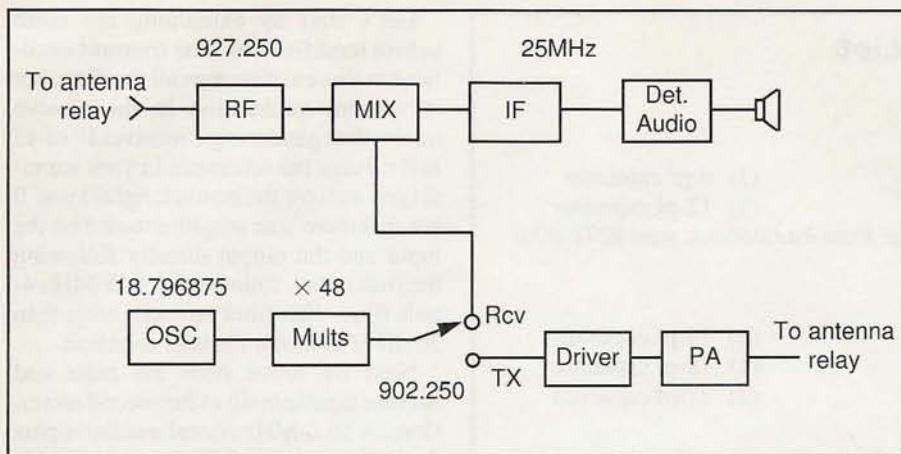 927.250
25MHz
To antenna
relay
RF
MIX
IF
Det.
Audio
18.796875
× 48
OSC
Mults
Rcv
902.250
TX
Driver
PA
To antenna
relay